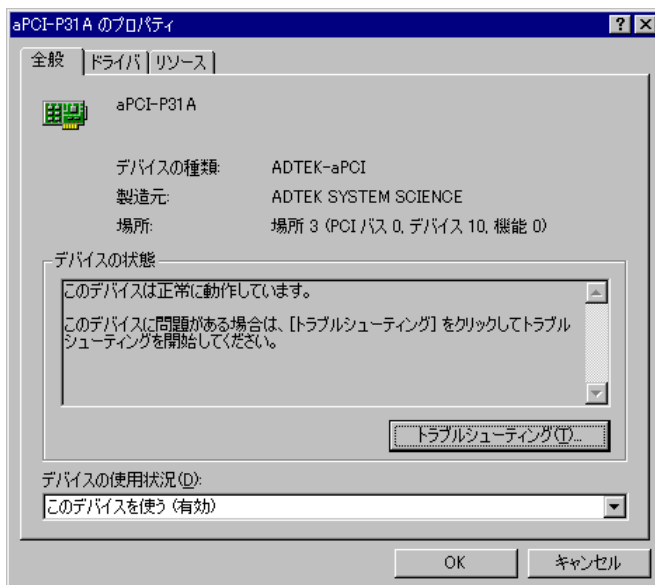 aPCI-P31A のプロパティ
全般 ドライバ リソース
aPCI-P31A
デバイスの種類: ADTEK-aPCI
製造元: ADTEK SYSTEM SCIENCE
場所: 場所 3 (PCI バス 0, デバイス 10, 機能 0)
デバイスの状態
このデバイスは正常に動作しています。
このデバイスに問題がある場合は、[トラブルシューティング] をクリックしてトラブル
シューティングを開始してください。
トラブルシューティング(T)...
デバイスの使用状況(D):
このデバイスを使う (有効)
OK キャンセル